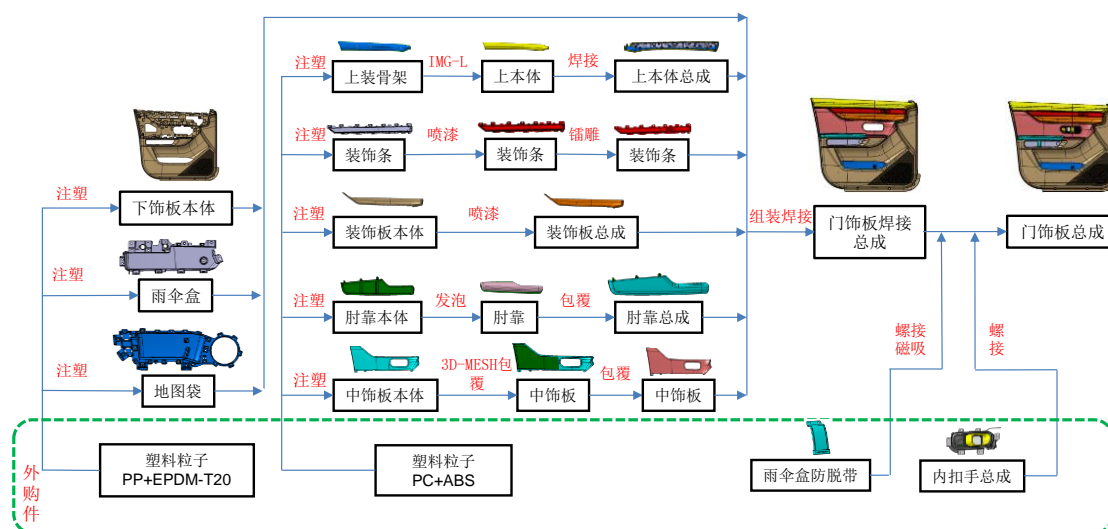 注塑
IMG-L
焊接
上装骨架
上本体
上本体总成
注塑
喷漆
镭雕
装饰条
装饰条
装饰条
注塑
下饰板本体
注塑
喷漆
装饰板本体
装饰板总成
组装焊接
门饰板焊接
总成
门饰板总成
注塑
雨伞盒
注塑
发泡
包覆
肘靠本体
肘靠
肘靠总成
螺接
磁吸
螺
接
注塑
地图袋
注塑
3D-MESH包
覆
包覆
中饰板本体
中饰板
中饰板
外
购
件
塑料粒子
PP+EPDM-T20
塑料粒子
PC+ABS
雨伞盒防脱带
内扣手总成